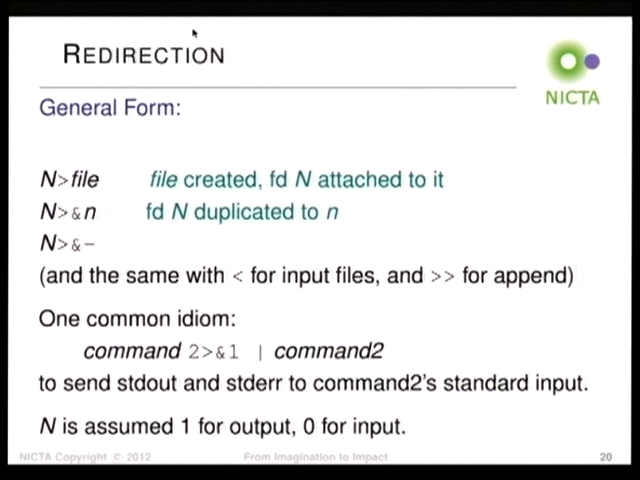 REDIRECTION
NICTA
General Form:
N>file file created, fd N attached to it
N>&n fd N duplicated to n
N>&-
(and the same with < for input files, and >> for append)
One common idiom:
command 2>&1 | command2
to send stdout and stderr to command2's standard input.
N is assumed 1 for output, 0 for input.
NICTA Copyright © 2012 From Imagination to Impact 20